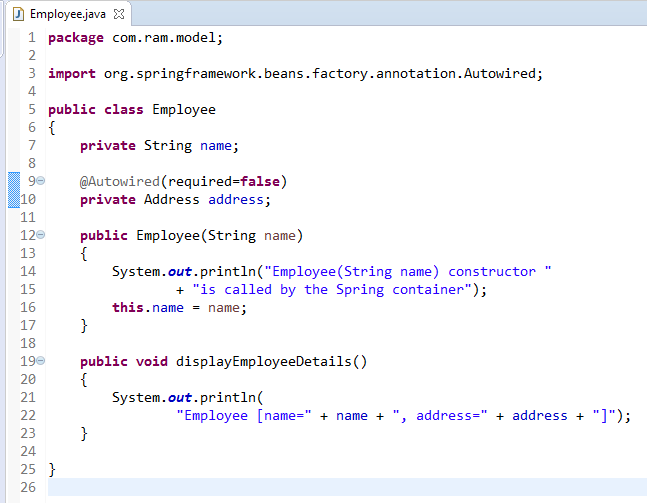 Employee.java
1 package com.ram.model;
2
3 import org.springframework.beans.factory.annotation.Autowired;
4
5 public class Employee
6 {
7     private String name;
8
9     @Autowired(required=false)
10     private Address address;
11
12     public Employee(String name)
13     {
14         System.out.println("Employee(String name) constructor "
15                 + "is called by the Spring container");
16         this.name = name;
17     }
18
19     public void displayEmployeeDetails()
20     {
21         System.out.println(
22                 "Employee [name=" + name + ", address=" + address + "]");
23     }
24
25 }
26